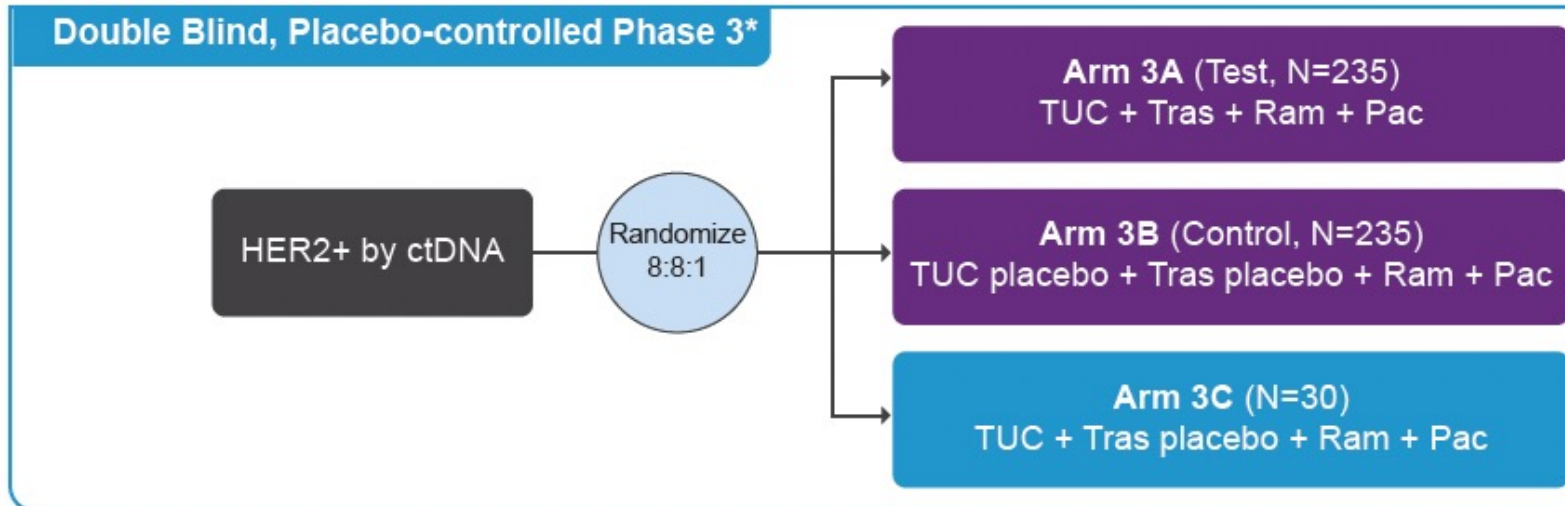 Double Blind, Placebo-controlled Phase 3*
HER2+ by ctDNA
Randomize
8:8:1
Arm 3A (Test, N=235)
TUC + Tras + Ram + Pac
Arm 3B (Control, N=235)
TUC placebo + Tras placebo + Ram + Pac
Arm 3C (N=30)
TUC + Tras placebo + Ram + Pac